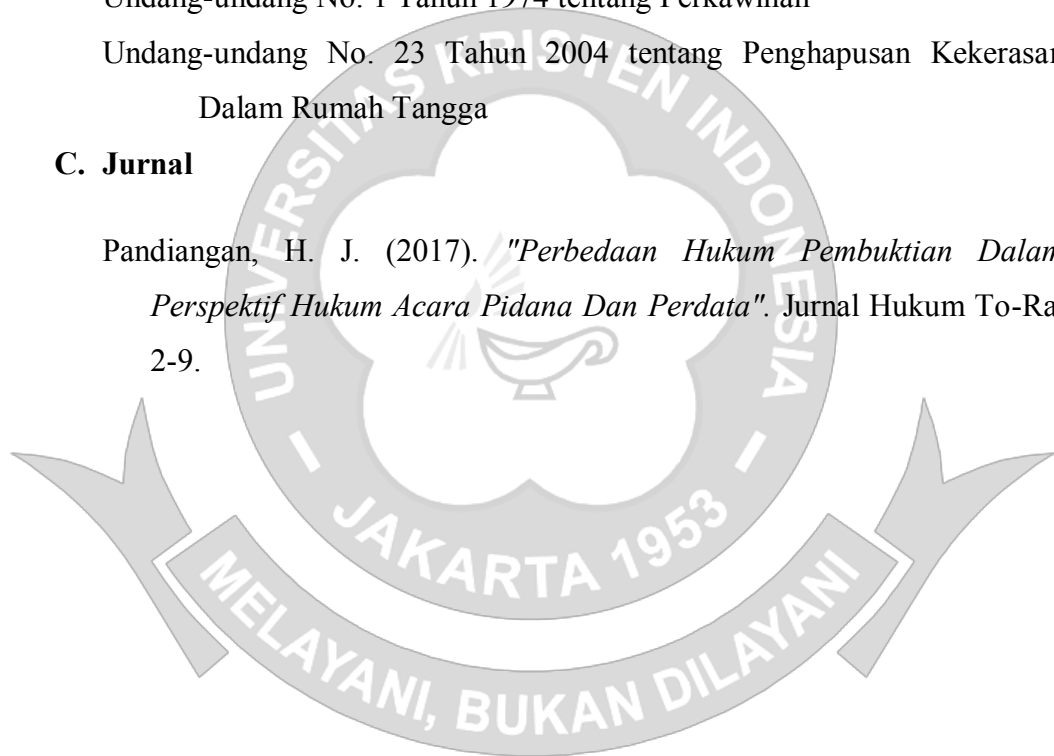 Undang-undang No. 1 Tahun 1974 tentang Perkawinan
Undang-undang No. 23 Tahun 2004 tentang Penghapusan Kekerasan
Dalam Rumah Tangga
C. Jurnal
Pandiangan, H. J. (2017). "Perbedaan Hukum Pembuktian Dalam
Perspektif Hukum Acara Pidana Dan Perdata". Jurnal Hukum To-Ra
2-9.
UNIVERSITAS KRISTEN INDONESIA
JAKARTA 1953
MELAYANI, BUKAN DILAYANI